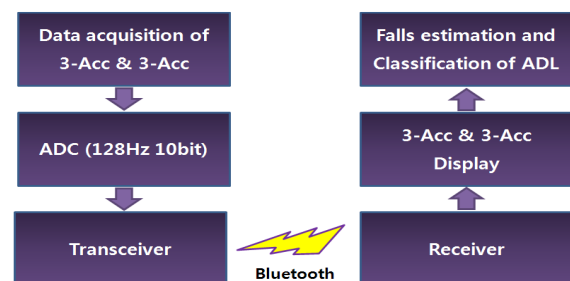 Data acquisition of
3-Acc & 3-Acc
ADC (128Hz 10bit)
Transceiver
Bluetooth
Receiver
3-Acc & 3-Acc
Display
Falls estimation and
Classification of ADL